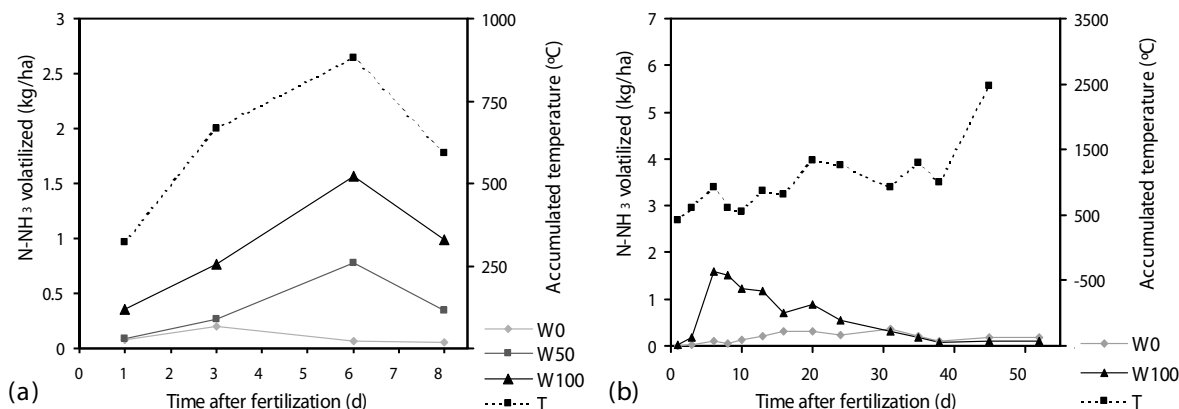 3
2.5
2
1.5
1
0.5
0
N-NH₃ volatilized (kg/ha)
0 1 2 3 4 5 6 7 8
Time after fertilization (d)
1000
750
500
250
0
Accumulated temperature (ºC)
W0
W50
W100
T
(a)
7
6
5
4
3
2
1
0
N-NH₃ volatilized (kg/ha)
0 10 20 30 40 50
Time after fertilization (d)
3500
2500
1500
500
-500
Accumulated temperature (ºC)
W0
W100
T
(b)